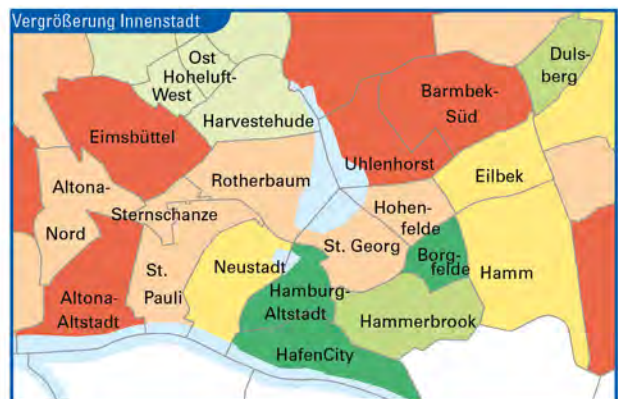 Vergrößerung Innenstadt
Ost
Hoheluft-
West
Duls-
berg
Barmbek-
Süd
Harvestehude
Eimsbüttel
Uhlenhorst
Eilbek
Altona-
Nord
Rotherbaum
Sternschanze
Hohen-
felde
St. Georg
Borg-
felde
St.
Pauli
Neustadt
Hamm
Altona-
Altstadt
Hamburg-
Altstadt
Hammerbrook
HafenCity